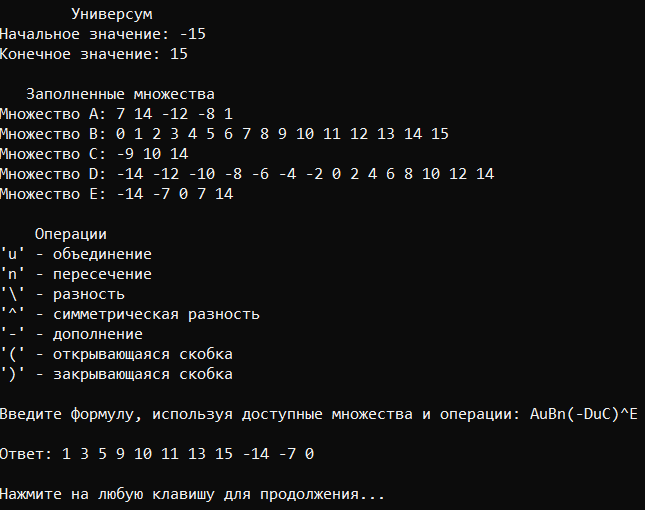 Универсум
Начальное значение: -15
Конечное значение: 15
Заполненные множества
Множество A: 7 14 -12 -8 1
Множество B: 0 1 2 3 4 5 6 7 8 9 10 11 12 13 14 15
Множество C: -9 10 14
Множество D: -14 -12 -10 -8 -6 -4 -2 0 2 4 6 8 10 12 14
Множество E: -14 -7 0 7 14
Операции
'u' - объединение
'n' - пересечение
'\' - разность
'^' - симметрическая разность
'-' - дополнение
'(' - открывающаяся скобка
')' - закрывающаяся скобка
Введите формулу, используя доступные множества и операции: AuBn(-DuC)^E
Ответ: 1 3 5 9 10 11 13 15 -14 -7 0
Нажмите на любую клавишу для продолжения...